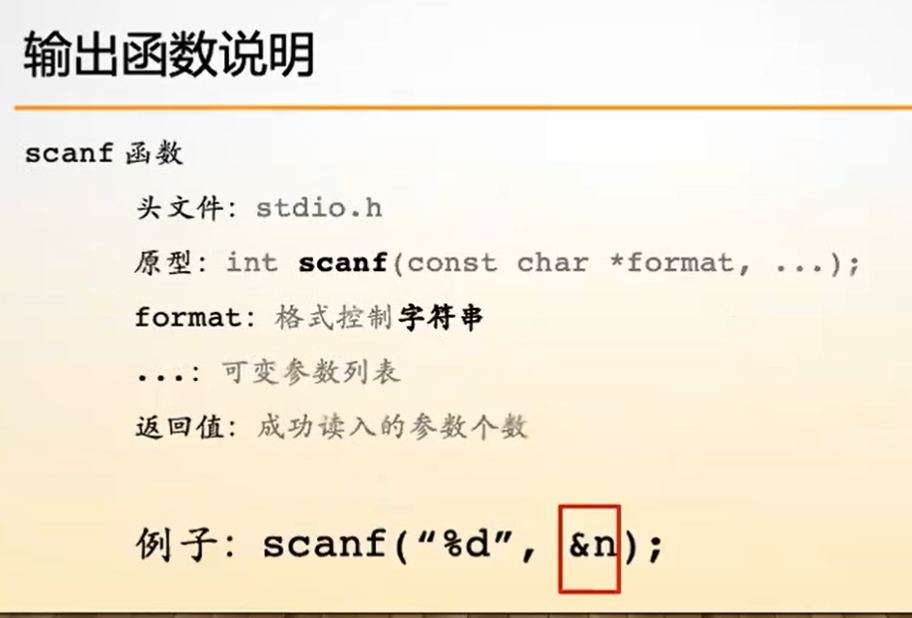 输出函数说明
scanf 函数
头文件: stdio.h
原型: int scanf(const char *format, ...);
format: 格式控制字符串
...: 可变参数列表
返回值: 成功读入的参数个数
例子: scanf(“%d”, &n);